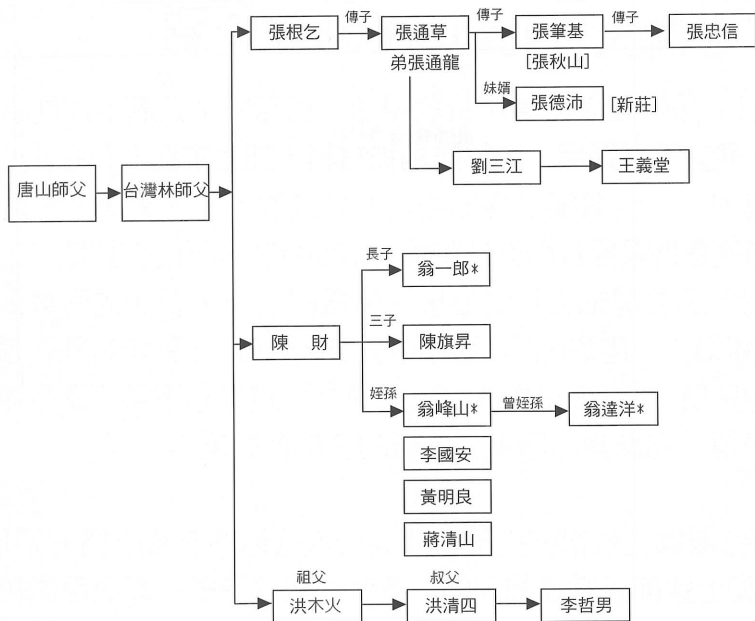 傳子
傳子
傳子
張根乞
張通草
張筆基
張忠信
弟張通龍
[張秋山]
妹婿
張德沛 [新莊]
劉三江
王義堂
唐山師父
台灣林師父
長子
翁一郎*
三子
陳 財
陳旗昇
姪孫
曾姪孫
翁峰山*
翁達洋*
李國安
黃明良
蔣清山
祖父
叔父
洪木火
洪清四
李哲男